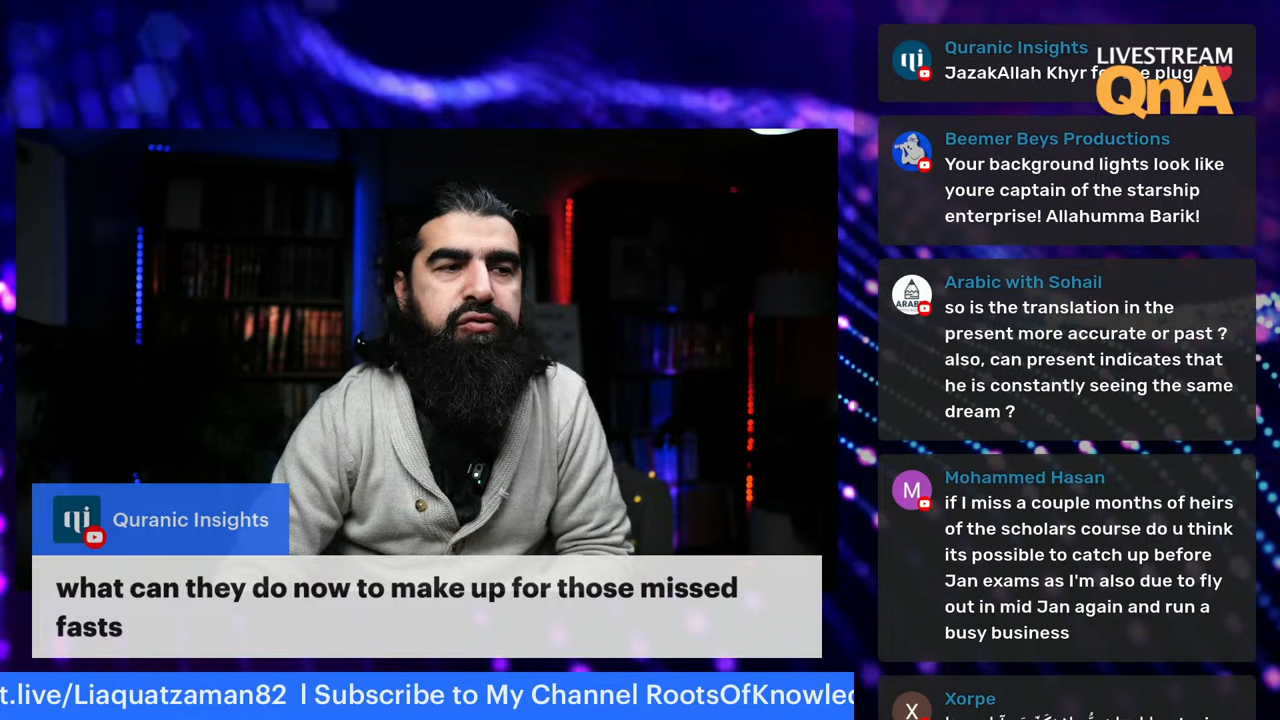 Quranic Insights
JazakAllah Khyr plug
LIVESTREAM
QnA
Beemer Beys Productions
Your background lights look like
youre captain of the starship
enterprise! Allahumma Barik!
Arabic with Sohail
so is the translation in the
present more accurate or past ?
also, can present indicates that
he is constantly seeing the same
dream ?
M
Mohammed Hasan
if I miss a couple months of heirs
of the scholars course do u think
its possible to catch up before
Jan exams as I'm also due to fly
out in mid Jan again and run a
busy business
X
Xorpe
qi
Quranic Insights
what can they do now to make up for those missed
fasts
t.live/Liaquatzaman82 | Subscribe to My Channel RootsOfKnowled